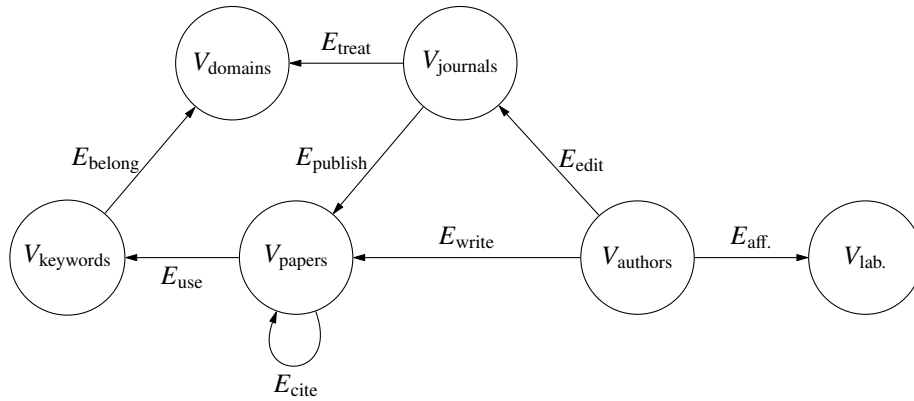 E_treat
V_domains
V_journals
E_belong
E_publish
E_edit
E_write
E_aff.
V_keywords
V_papers
V_authors
V_lab.
E_use
E_cite